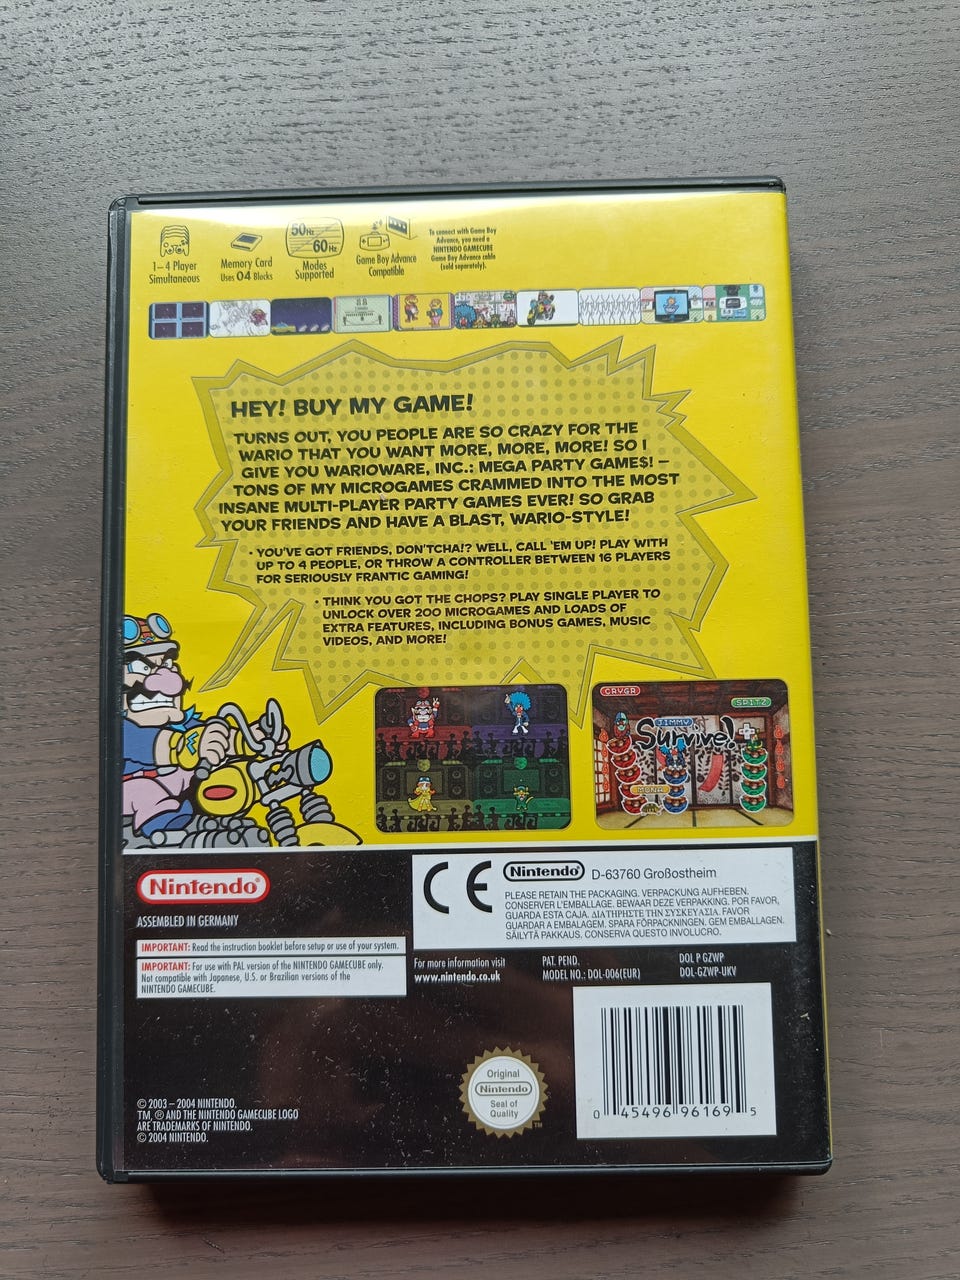 1–4 Player
Simultaneous
Memory Card
Uses 04 Blocks
50Hz
60Hz
Modes
Supported
Game Boy Advance
Compatible
To connect with Game Boy
Advance, you need a
NINTENDO GAMECUBE
Game Boy Advance cable
(sold separately).
HEY! BUY MY GAME!
TURNS OUT, YOU PEOPLE ARE SO CRAZY FOR THE
WARIO THAT YOU WANT MORE, MORE, MORE! SO I
GIVE YOU WARIOWARE, INC.: MEGA PARTY GAME$! –
TONS OF MY MICROGAMES CRAMMED INTO THE MOST
INSANE MULTI-PLAYER PARTY GAMES EVER! SO GRAB
YOUR FRIENDS AND HAVE A BLAST, WARIO-STYLE!
• YOU'VE GOT FRIENDS, DON'TCHA!? WELL, CALL 'EM UP! PLAY WITH
UP TO 4 PEOPLE, OR THROW A CONTROLLER BETWEEN 16 PLAYERS
FOR SERIOUSLY FRANTIC GAMING!
• THINK YOU GOT THE CHOPS? PLAY SINGLE PLAYER TO
UNLOCK OVER 200 MICROGAMES AND LOADS OF
EXTRA FEATURES, INCLUDING BONUS GAMES, MUSIC
VIDEOS, AND MORE!
CRYGR
SPITZ
JIMMY
Survive!
MONA
Nintendo®
ASSEMBLED IN GERMANY
IMPORTANT: Read the instruction booklet before setup or use of your system.
IMPORTANT: For use with PAL version of the NINTENDO GAMECUBE only.
Not compatible with Japanese, U.S. or Brazilian versions of the
NINTENDO GAMECUBE.
CE Nintendo® D-63760 Großostheim
PLEASE RETAIN THE PACKAGING. VERPACKUNG AUFHEBEN.
CONSERVER L'EMBALLAGE. BEWAAR DEZE VERPAKKING. POR FAVOR,
GUARDA ESTA CAJA. ΔΙΑΤΗΡΗΣΤΕ ΤΗΝ ΣΥΣΚΕΥΑΣΙΑ. FAVOR
GUARDAR A EMBALAGEM. SPARA FÖRPACKNINGEN. GEM EMBALLAGEN.
SÄILYTÄ PAKKAUS. CONSERVA QUESTO INVOLUCRO.
For more information visit
www.nintendo.co.uk
PAT. PEND.
MODEL NO.: DOL-006(EUR)
DOL P GZWP
DOL-GZWP-UKV
0 45496 96169 5
Original
Nintendo®
Seal of
Quality
TM
© 2003 – 2004 NINTENDO.
TM, ® AND THE NINTENDO GAMECUBE LOGO
ARE TRADEMARKS OF NINTENDO.
© 2004 NINTENDO.